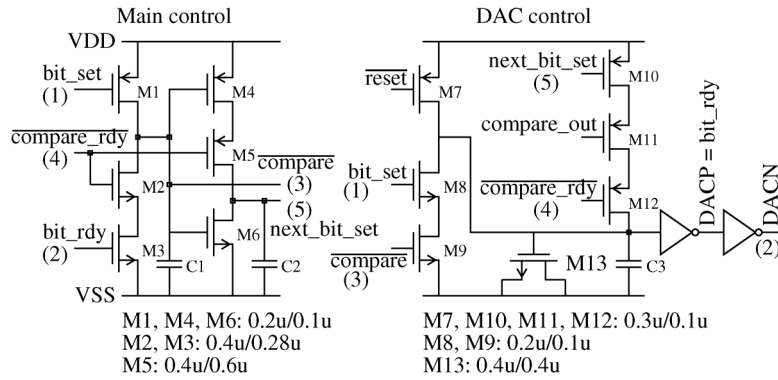 Main control
DAC control
VDD
bit_set
(1)
M1
M4
compare_rdy
(4)
M5
compare
(3)
M2
(5)
bit_rdy
(2)
M3
M6
next_bit_set
C1
C2
VSS
M1, M4, M6: 0.2u/0.1u
M2, M3: 0.4u/0.28u
M5: 0.4u/0.6u
next_bit_set
(5)
M10
reset
M7
compare_out
M11
bit_set
(1)
M8
compare_rdy
(4)
M12
DACP = bit_rdy
DACN
(2)
compare
(3)
M9
M13
C3
M7, M10, M11, M12: 0.3u/0.1u
M8, M9: 0.2u/0.1u
M13: 0.4u/0.4u